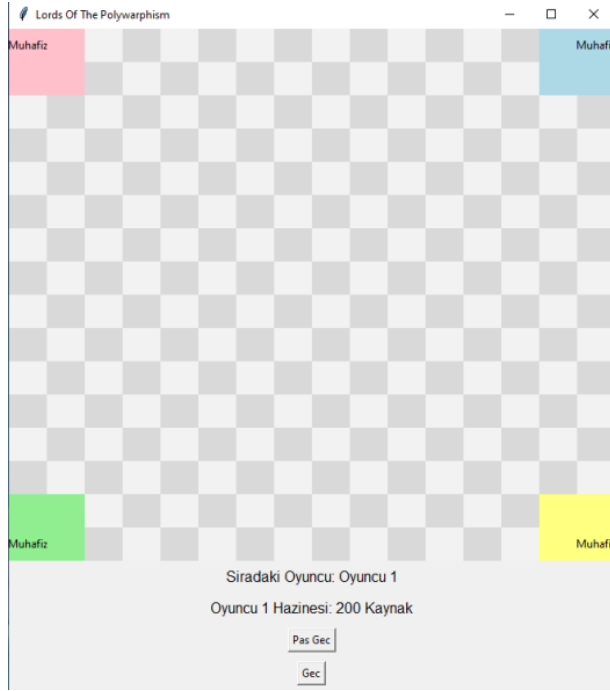 Lords Of The Polywarphism
Muhafiz Muhafi
Muhafiz Muhafi
Siradaki Oyuncu: Oyuncu 1
Oyuncu 1 Hazinesi: 200 Kaynak
Pas Gec
Gec